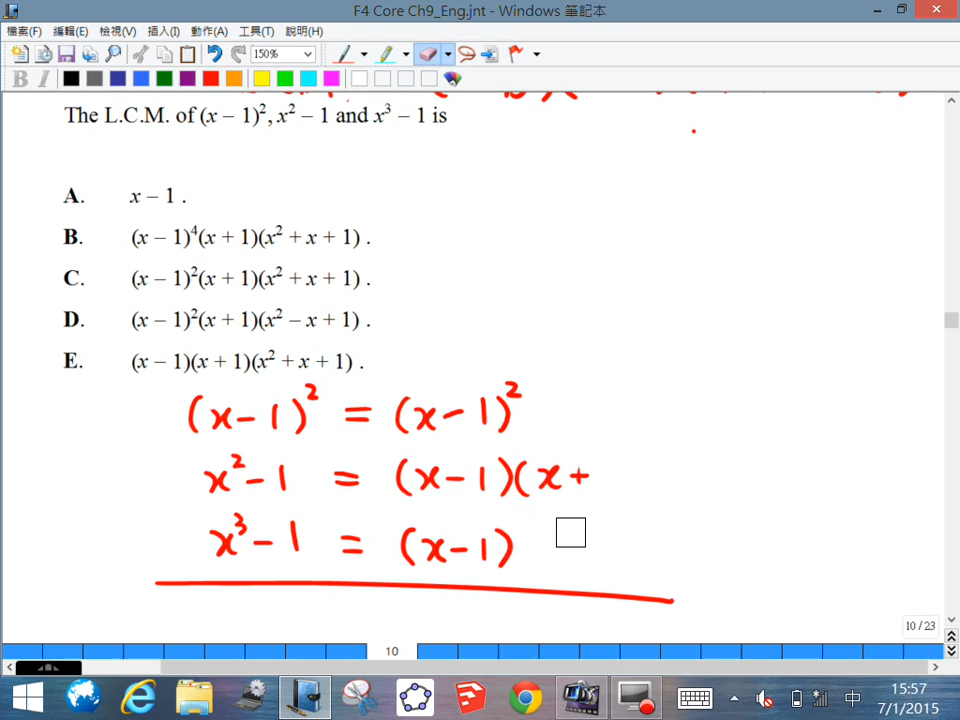 F4 Core Ch9_Eng.jnt - Windows 筆記本
檔案(F) 編輯(E) 檢視(V) 插入(I) 動作(A) 工具(T) 說明(H)
150%
B I
The L.C.M. of (x – 1)², x² – 1 and x³ – 1 is
A. x – 1 .
B. (x – 1)⁴(x + 1)(x² + x + 1) .
C. (x – 1)²(x + 1)(x² + x + 1) .
D. (x – 1)²(x + 1)(x² – x + 1) .
E. (x – 1)(x + 1)(x² + x + 1) .
(x-1)² = (x-1)²
x²-1 = (x-1)(x+
x³-1 = (x-1)
10 / 23
10
中
15:57
7/1/2015